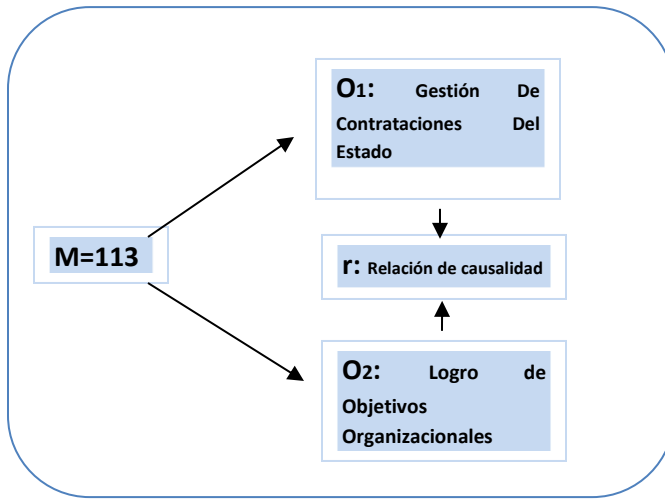 O1: Gestión De
Contrataciones Del
Estado
M=113
r: Relación de causalidad
O2: Logro de
Objetivos
Organizacionales